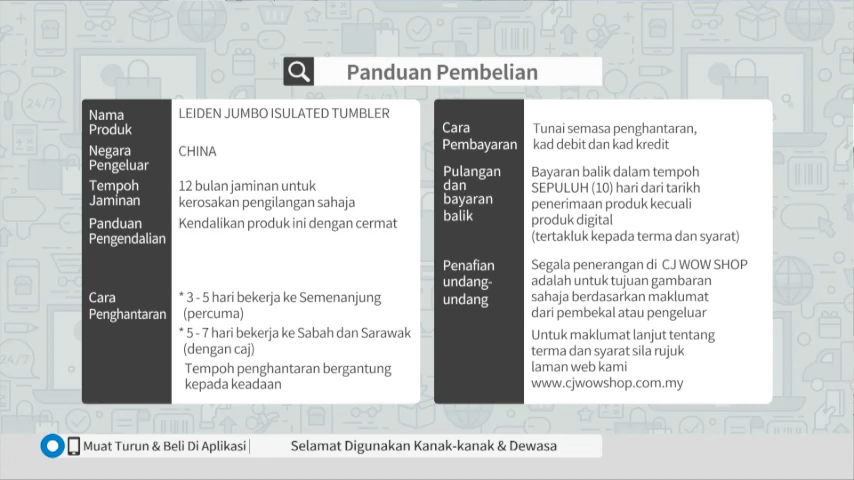 Panduan Pembelian
Nama
Produk
LEIDEN JUMBO ISULATED TUMBLER
Negara
Pengeluar
CHINA
Tempoh
Jaminan
12 bulan jaminan untuk
kerosakan pengilangan sahaja
Panduan
Pengendalian
Kendalikan produk ini dengan cermat
Cara
Penghantaran
* 3 - 5 hari bekerja ke Semenanjung
(percuma)
* 5 - 7 hari bekerja ke Sabah dan Sarawak
(dengan caj)
Tempoh penghantaran bergantung
kepada keadaan
Cara
Pembayaran
Tunai semasa penghantaran,
kad debit dan kad kredit
Pulangan
dan
bayaran
balik
Bayaran balik dalam tempoh
SEPULUH (10) hari dari tarikh
penerimaan produk kecuali
produk digital
(tertakluk kepada terma dan syarat)
Penafian
undang-
undang
Segala penerangan di CJ WOW SHOP
adalah untuk tujuan gambaran
sahaja berdasarkan maklumat
dari pembekal atau pengeluar
Untuk maklumat lanjut tentang
terma dan syarat sila rujuk
laman web kami
www.cjwowshop.com.my
24/7
24/7
Muat Turun & Beli Di Aplikasi
Selamat Digunakan Kanak-kanak & Dewasa